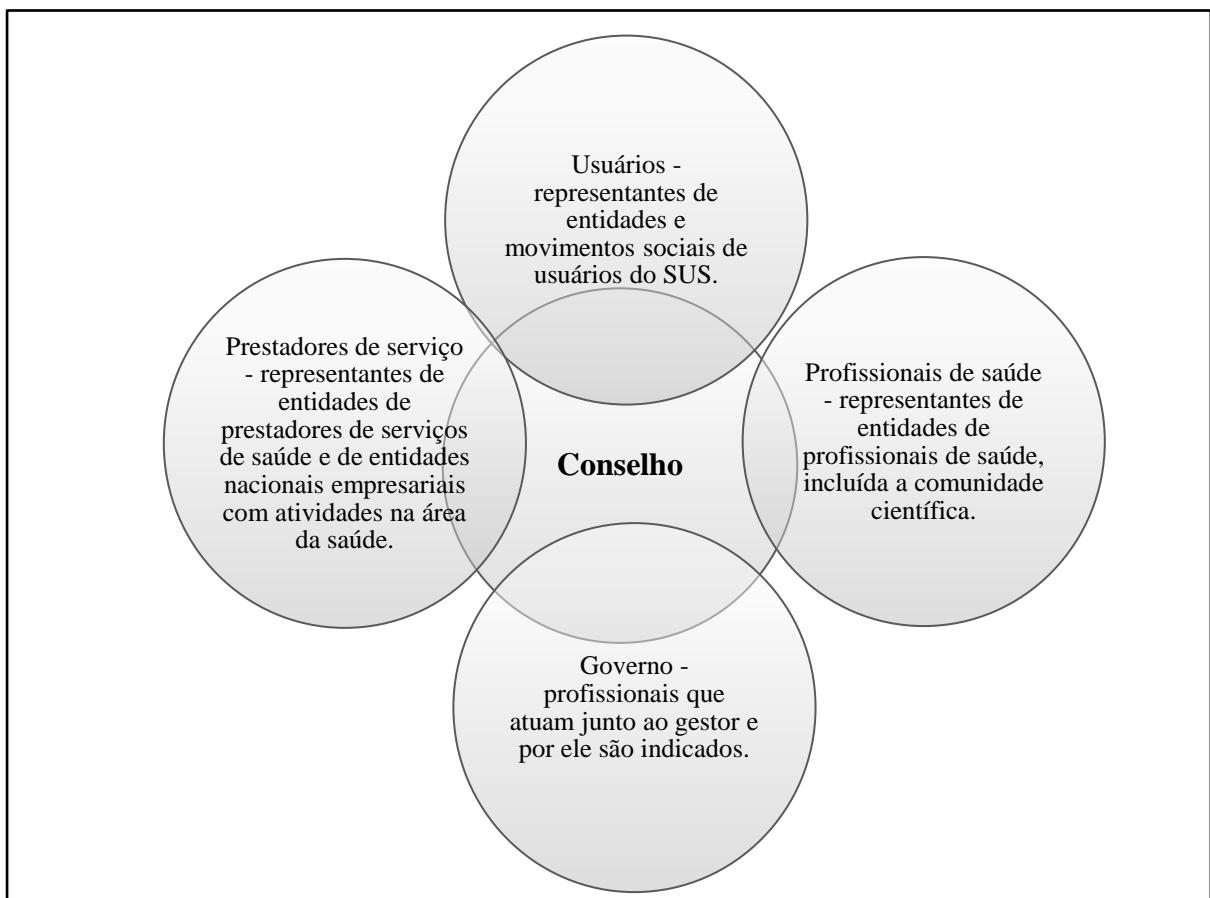 Usuários -
representantes de
entidades e
movimentos sociais de
usuários do SUS.
Prestadores de serviço
- representantes de
entidades de
prestadores de serviços
de saúde e de entidades
nacionais empresariais
com atividades na área
da saúde.
Conselho
Profissionais de saúde
- representantes de
entidades de
profissionais de saúde,
incluída a comunidade
científica.
Governo -
profissionais que
atuam junto ao gestor e
por ele são indicados.